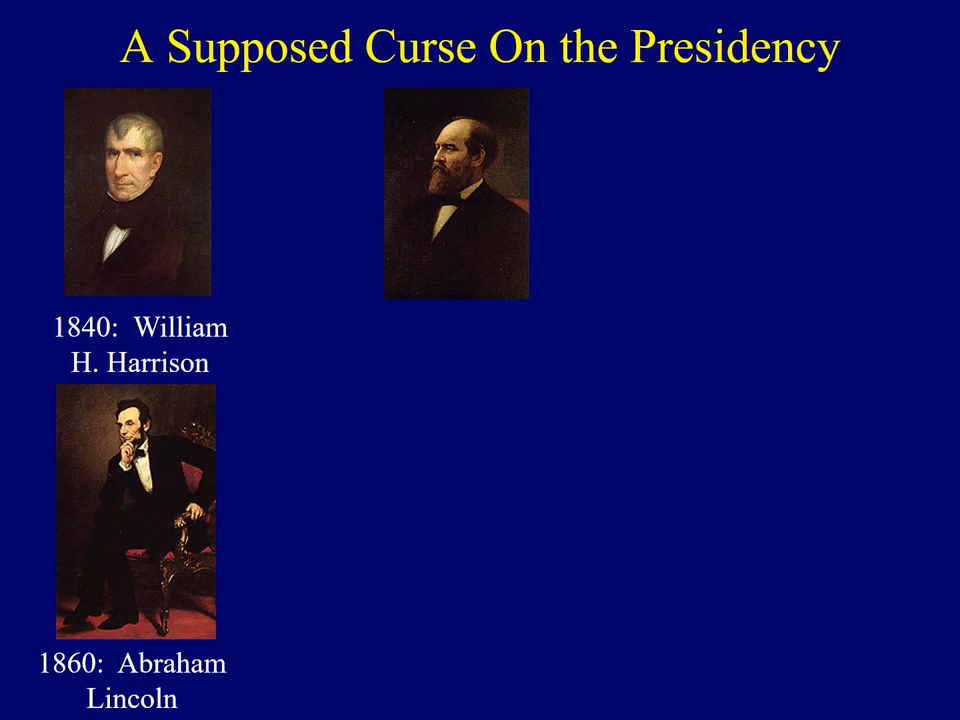 A Supposed Curse On the Presidency
1840:  William
H. Harrison
1860:  Abraham
Lincoln